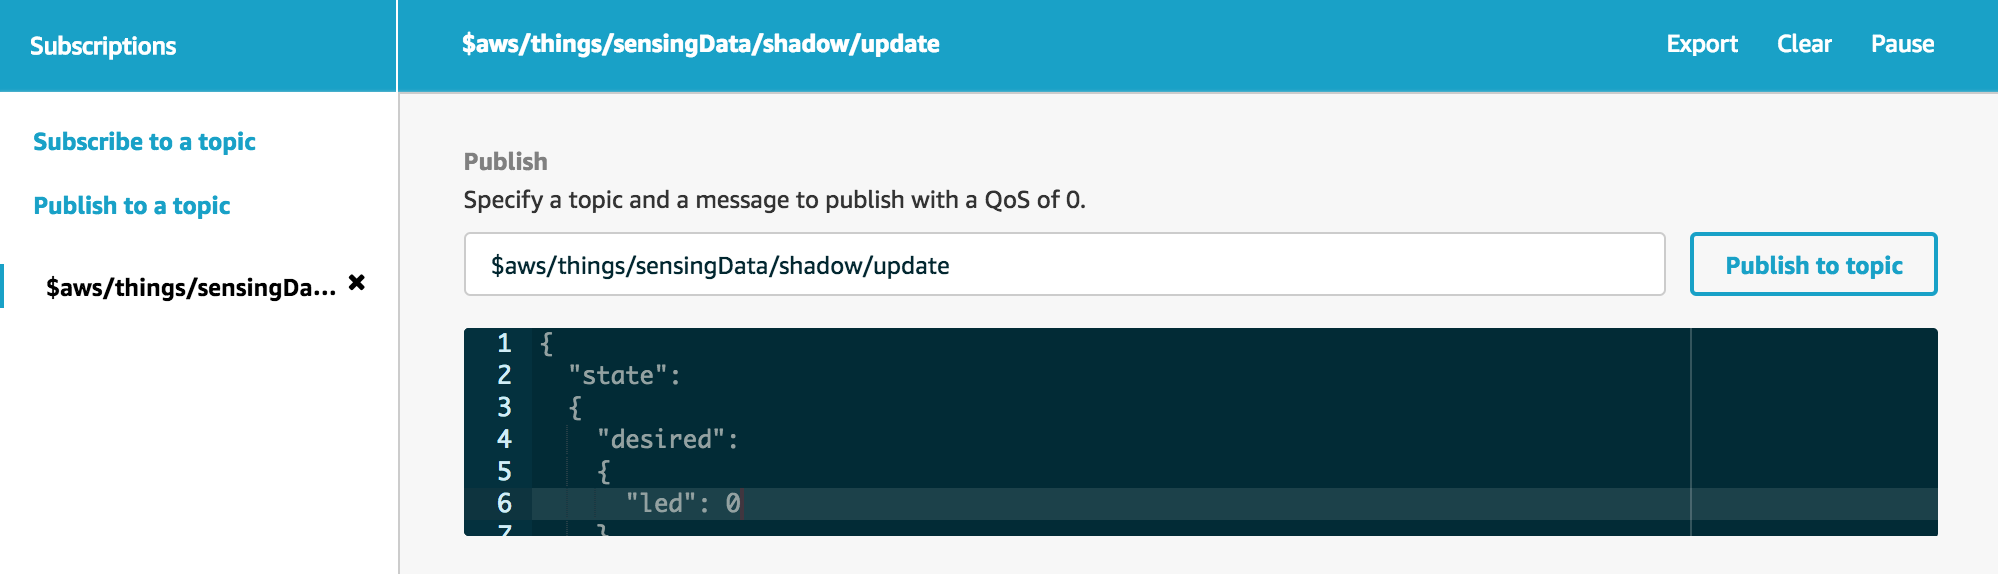 Subscriptions
Subscribe to a topic
Publish to a topic
$aws/things/sensingDa... ✖
$aws/things/sensingData/shadow/update
Export Clear Pause
Publish
Specify a topic and a message to publish with a QoS of 0.
$aws/things/sensingData/shadow/update
Publish to topic
1 {
2 "state":
3 {
4 "desired":
5 {
6 "led": 0
7 }